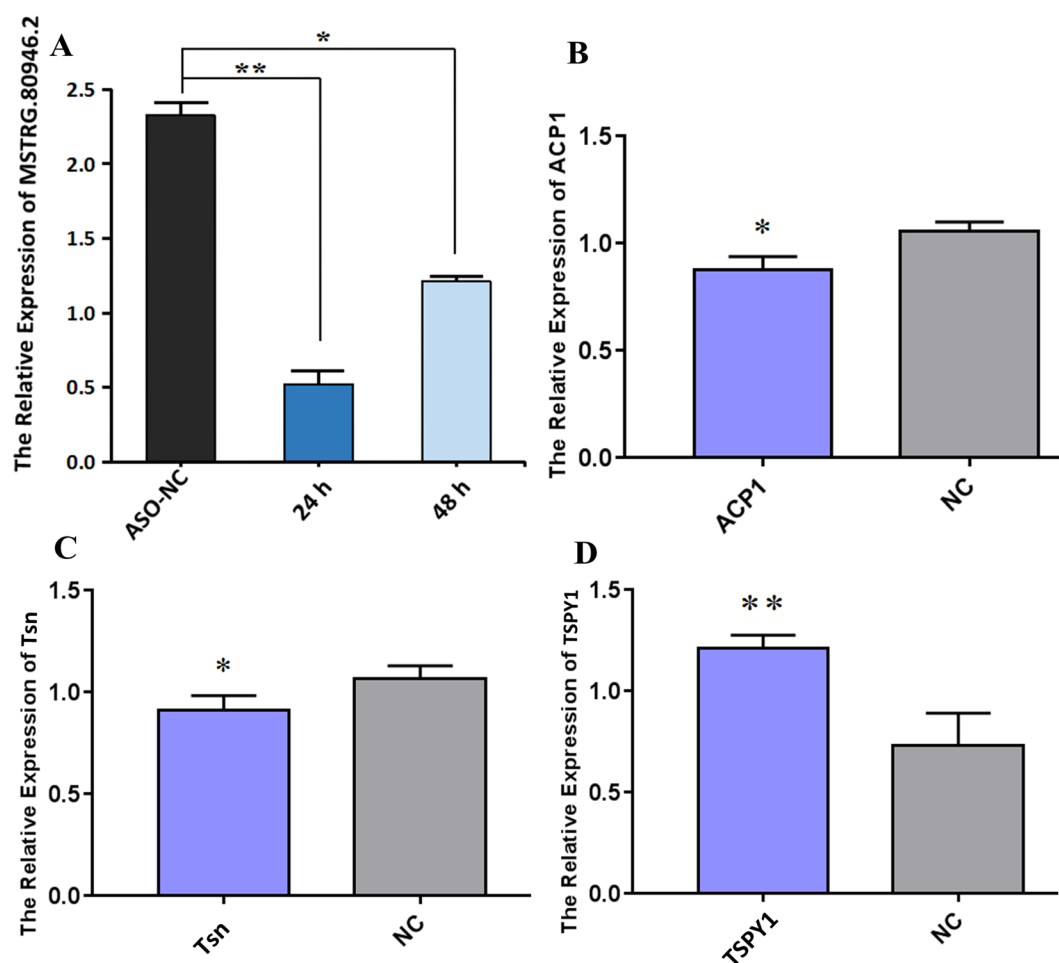 A
The Relative Expression of MSTRG.80946.2
2.5
2.0
1.5
1.0
0.5
0.0
*
**
ASO-NC
24 h
48 h
B
The Relative Expression of ACP1
1.5
1.0
0.5
0.0
*
ACP1
NC
C
The Relative Expression of Tsn
1.5
1.0
0.5
0.0
*
Tsn
NC
D
The Relative Expression of TSPY1
1.5
1.0
0.5
0.0
**
TSPY1
NC